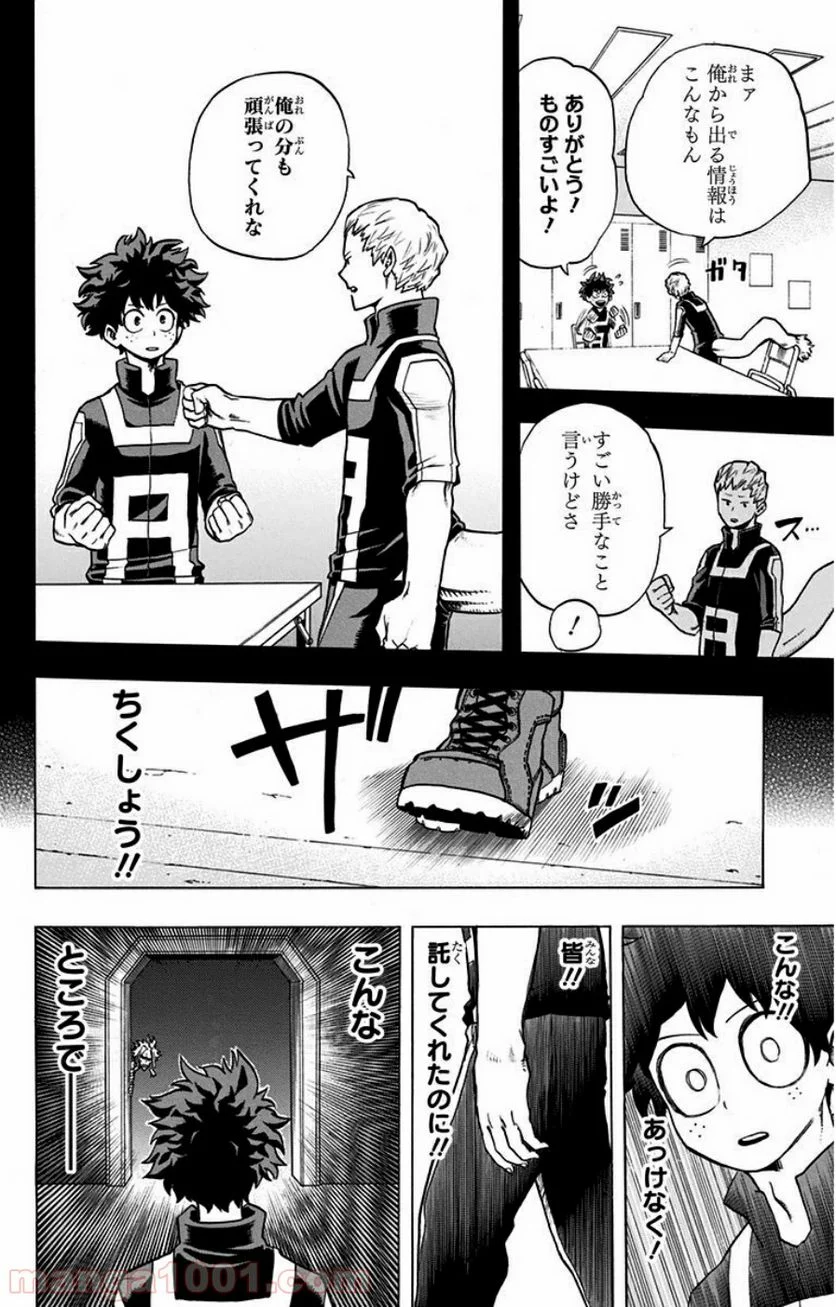 まァ
俺から出る情報は
こんなもん
ありがとう!
ものすごいよ!
ガタ
すごい勝手なこと
言うけどさ
!
ス…
俺の分も
頑張ってくれな
ちくしょう!!
こんな!!
あっけなく!
皆!!
託してくれたのに!!
こんな
ところで──
manga1001.com